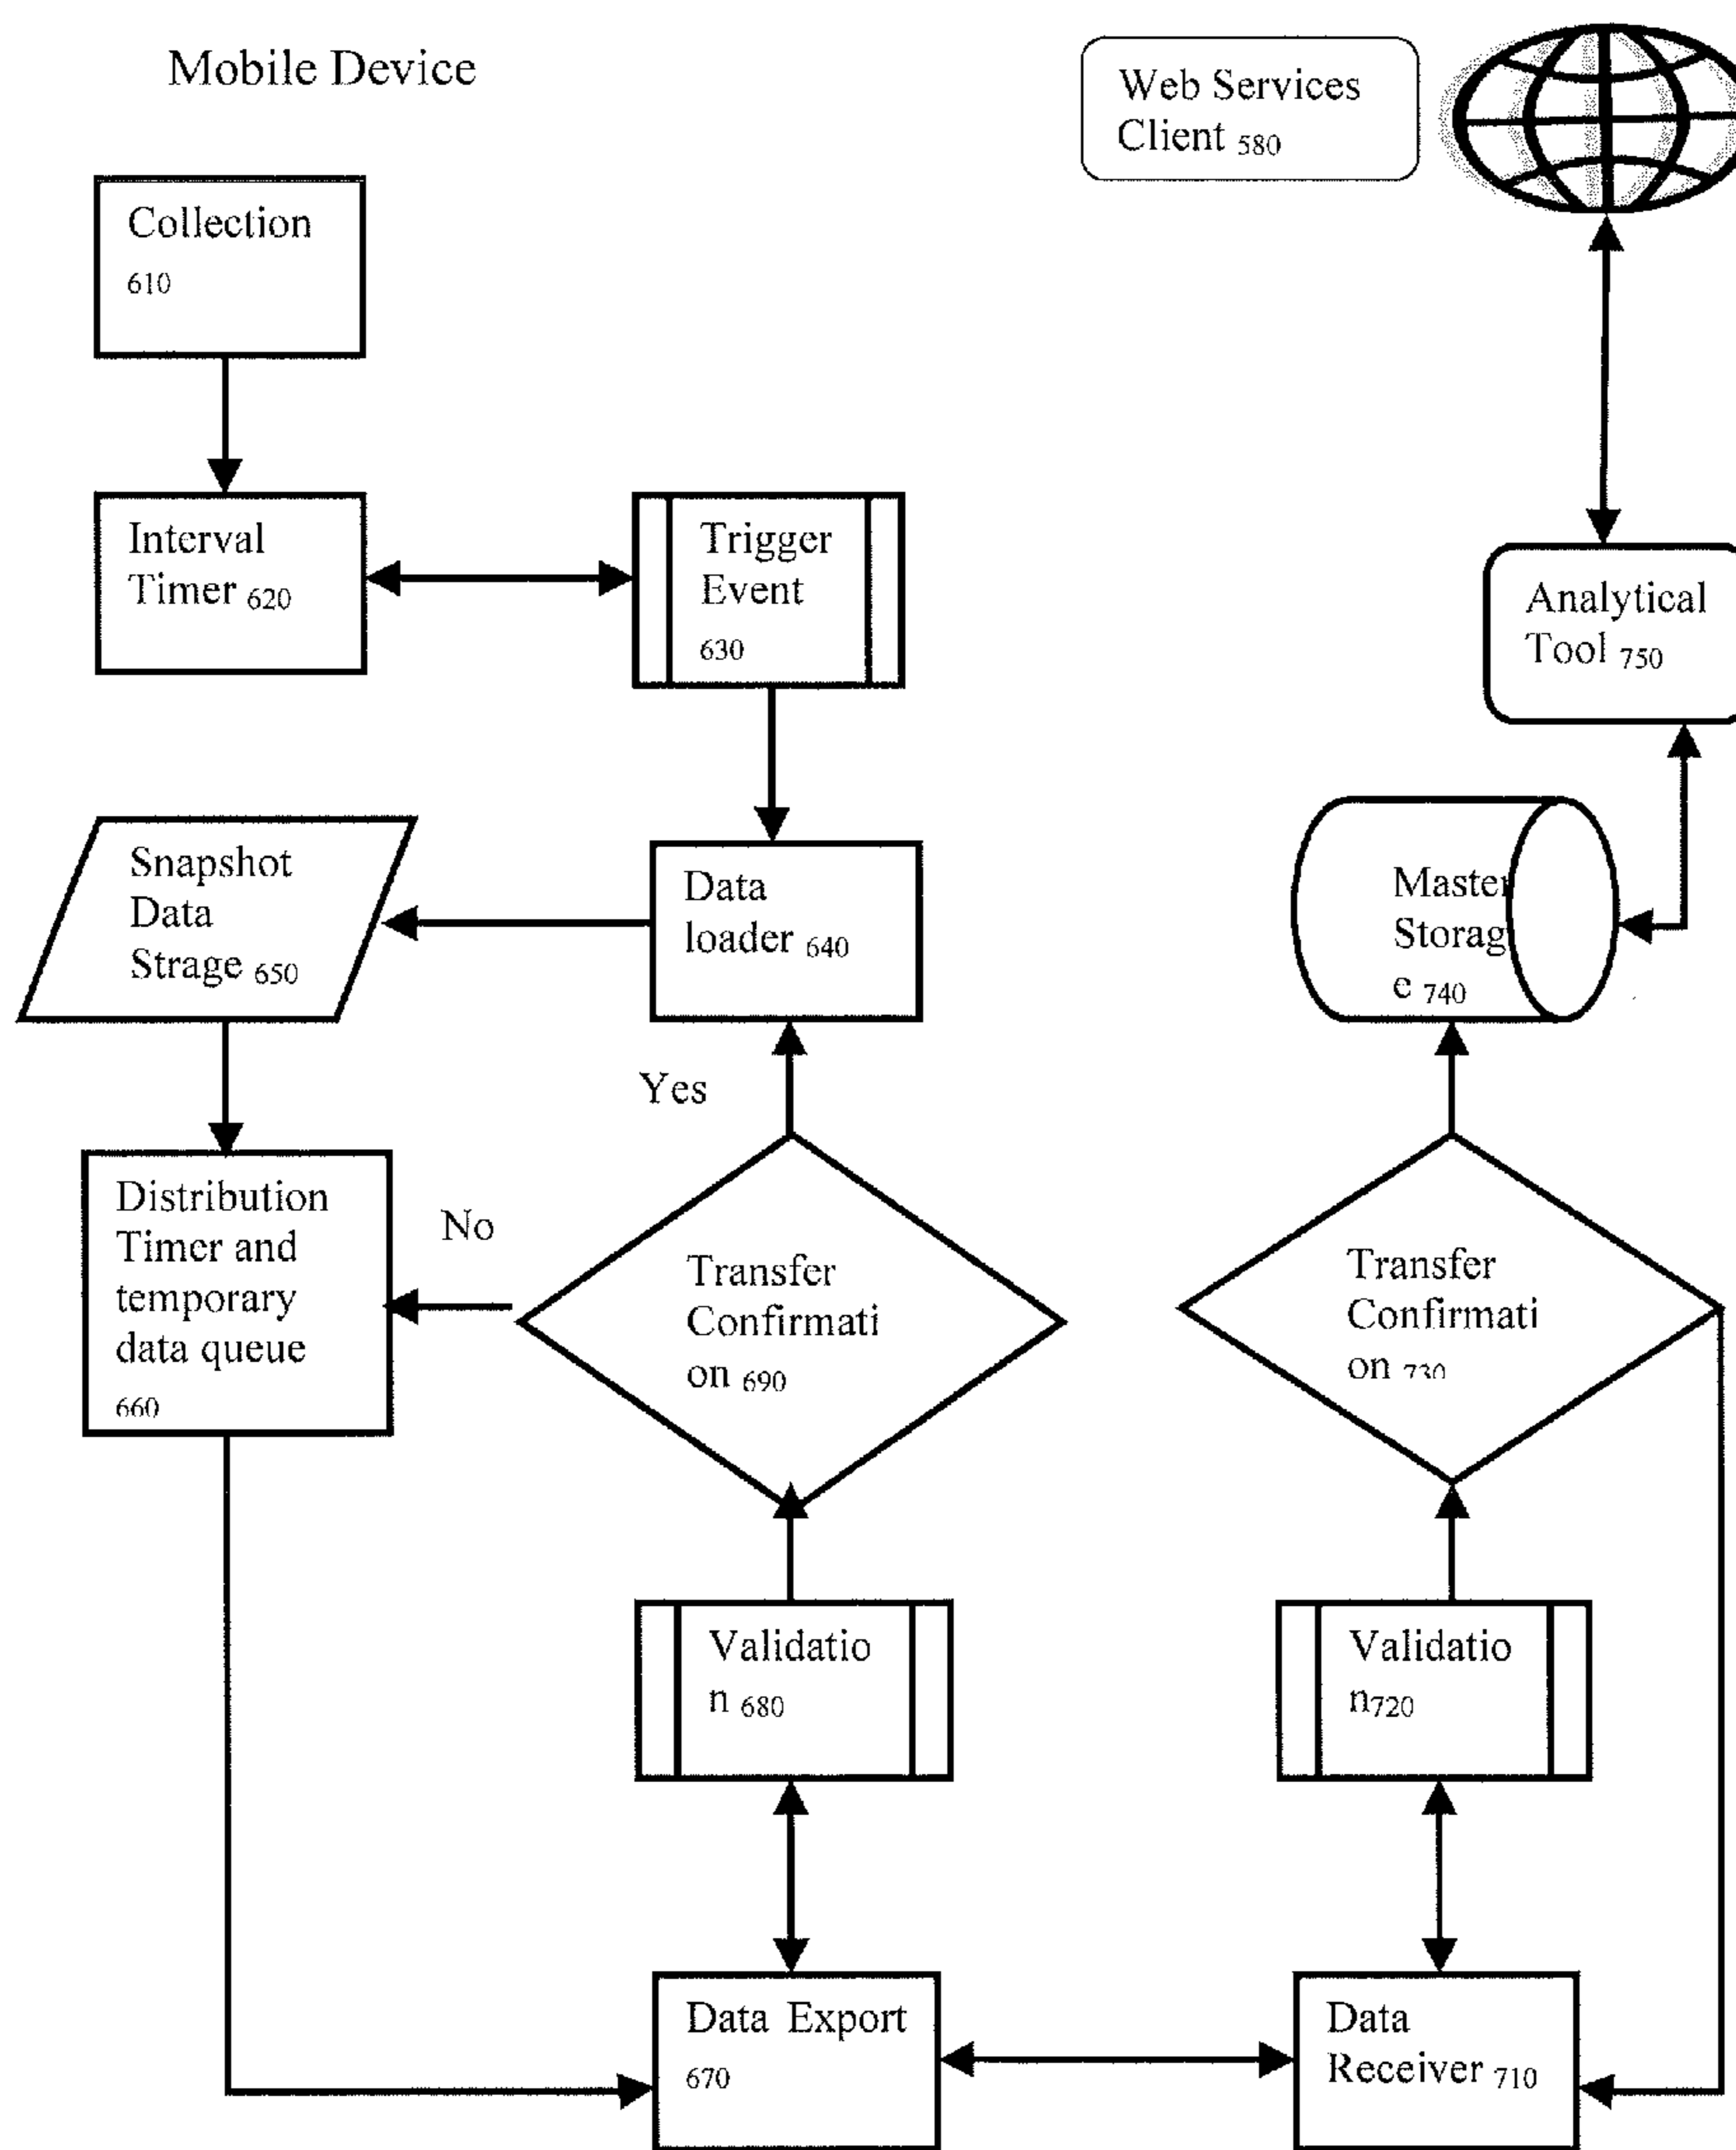 Mobile Device
Web Services
Client 580
Collection
610
Interval
Timer 620
Trigger
Event
630
Analytical
Tool 750
Snapshot
Data
Strage 650
Data
loader 640
Master
Storag
e 740
Yes
Distribution
Timer and
temporary
data queue
660
No
Transfer
Confirmati
on 690
Transfer
Confirmati
on 730
Validatio
n 680
Validatio
n720
Data Export
670
Data
Receiver 710